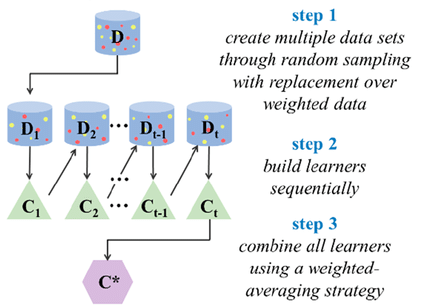 D
step 1
create multiple data sets
through random sampling
with replacement over
weighted data
D1 D2 ... Dt-1 Dt
step 2
build learners
sequentially
...
C1 C2 ... Ct-1 Ct
step 3
combine all learners
using a weighted-
averaging strategy
C*